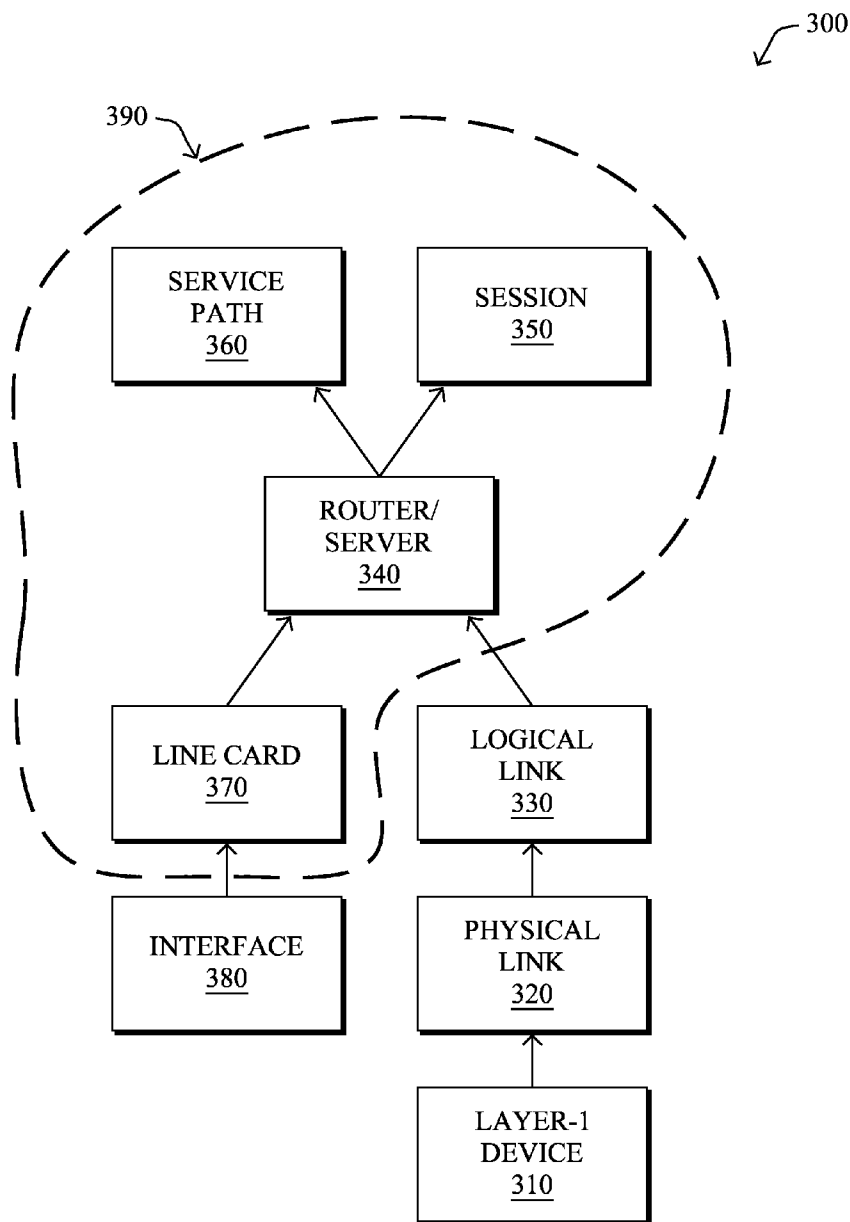 300
390
SERVICE
PATH
360
SESSION
350
ROUTER/
SERVER
340
LINE CARD
370
LOGICAL
LINK
330
INTERFACE
380
PHYSICAL
LINK
320
LAYER-1
DEVICE
310